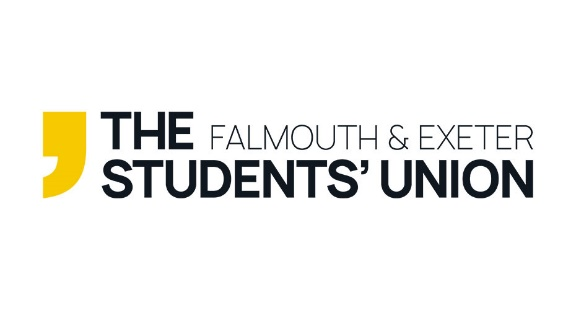 THE FALMOUTH & EXETER
STUDENTS’ UNION